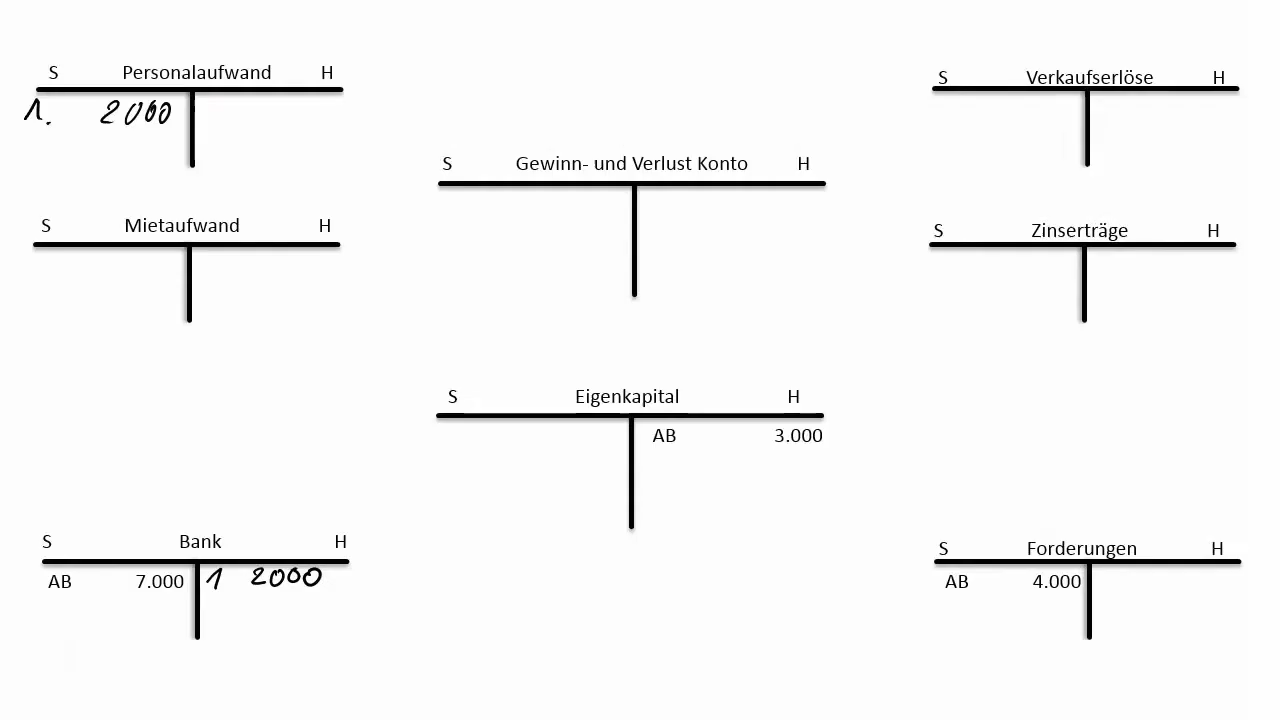 S Personalaufwand H
1. 2000
S Verkaufserlöse H
S Gewinn- und Verlust Konto H
S Mietaufwand H
S Zinserträge H
S Eigenkapital H
AB 3.000
S Bank H
AB 7.000 1 2000
S Forderungen H
AB 4.000